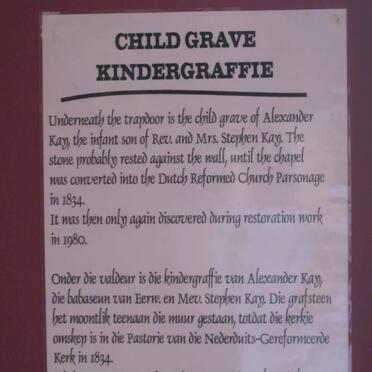 CHILD GRAVE
KINDERGRAFFIE
Underneath the trapdoor is the child grave of Alexander
Kay, the infant son of Rev. and Mrs. Stephen Kay. The
stone probably rested against the wall, until the chapel
was converted into the Dutch Reformed Church Parsonage
in 1834.
It was then only again discovered during restoration work
in 1980.
Onder die valdeur is die kindergraffie van Alexander Kay,
die babaseun van Eerw. en Mev. Stephen Kay. Die grafsteen
het moontlik teenaan die muur gestaan, totdat die kerkie
omskep is in die Pastorie van die Nederduits-Gereformeerde
Kerk in 1834.